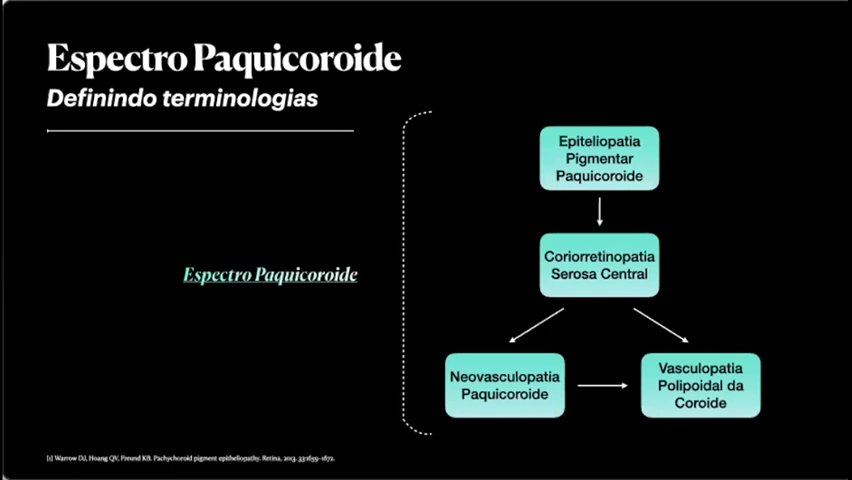 Espectro Paquicoroide
Definindo terminologias
Espectro Paquicoroide
Epiteliopatia
Pigmentar
Paquicoroide
Coriorretinopatia
Serosa Central
Neovasculopatia
Paquicoroide
Vasculopatia
Polipoidal da
Coroide
[1] Warrow DJ, Hoang QV, Freund KB. Pachychoroid pigment epitheliopathy. Retina, 2013. 33:1659–1672.